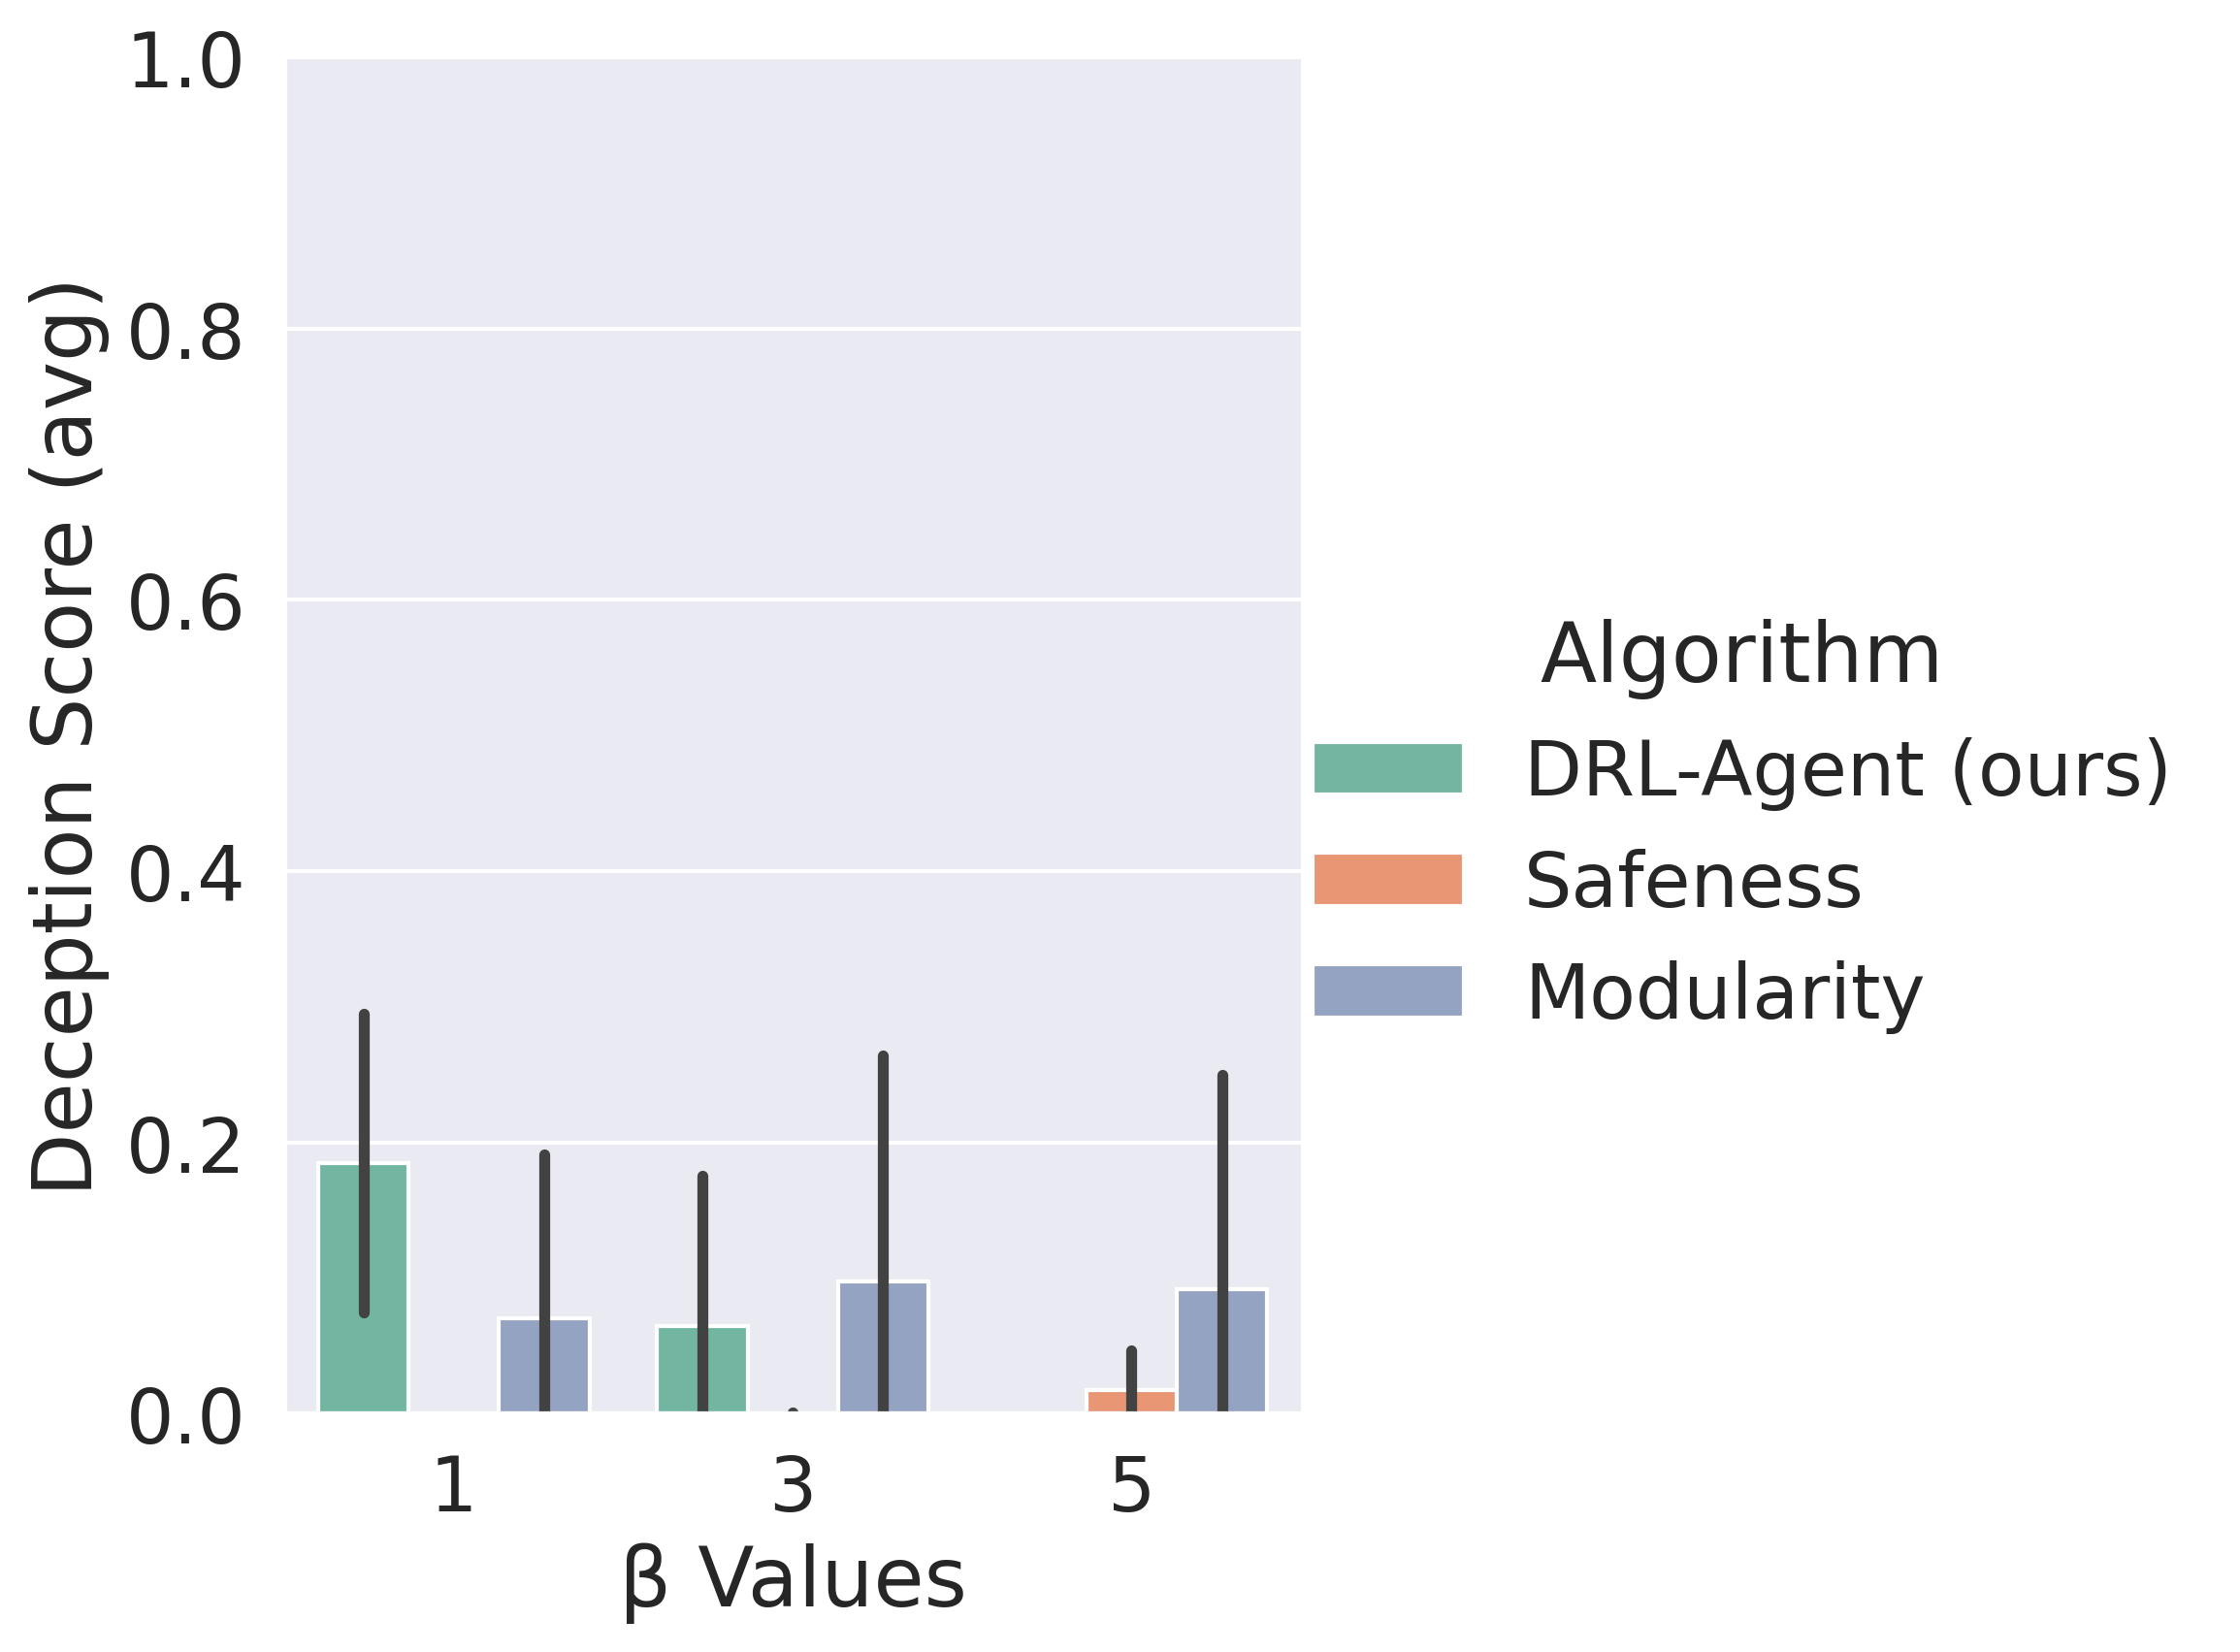 1.0
0.8
0.6
0.4
0.2
0.0
Deception Score (avg)
1 3 5
β Values
Algorithm
DRL-Agent (ours)
Safeness
Modularity